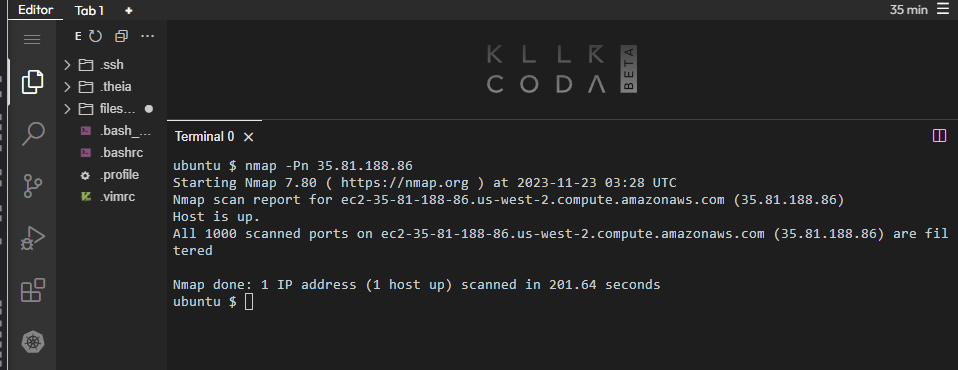 Editor Tab 1 + 35 min
E
KLLR
CODA
BETA
.ssh
.theia
files...
.bash_...
.bashrc
.profile
.vimrc
Terminal 0
ubuntu $ nmap -Pn 35.81.188.86
Starting Nmap 7.80 ( https://nmap.org ) at 2023-11-23 03:28 UTC
Nmap scan report for ec2-35-81-188-86.us-west-2.compute.amazonaws.com (35.81.188.86)
Host is up.
All 1000 scanned ports on ec2-35-81-188-86.us-west-2.compute.amazonaws.com (35.81.188.86) are fil
tered
Nmap done: 1 IP address (1 host up) scanned in 201.64 seconds
ubuntu $